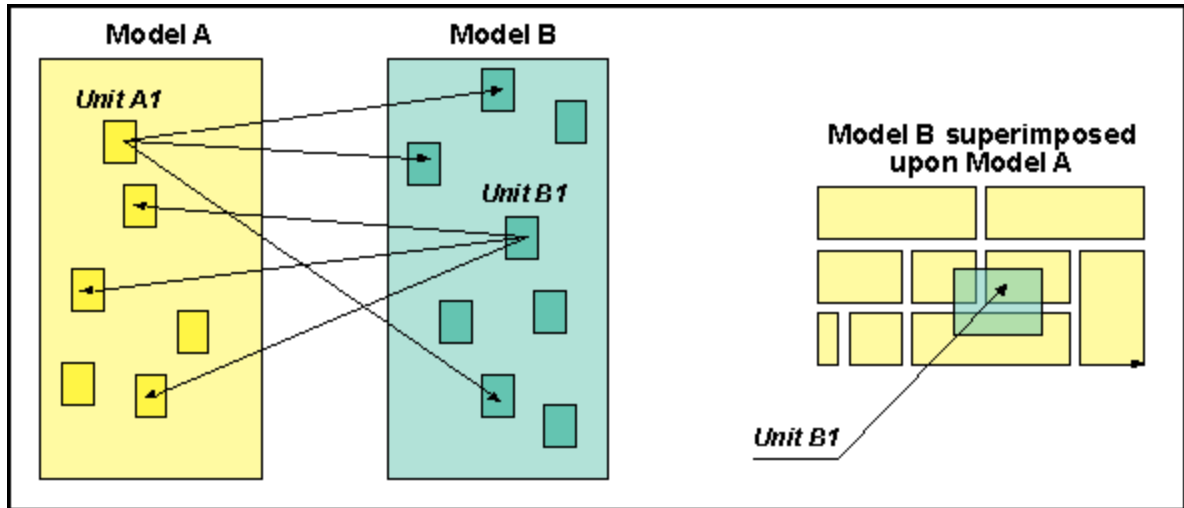 Model A
Model B
Unit A1
Unit B1
Model B superimposed
upon Model A
Unit B1